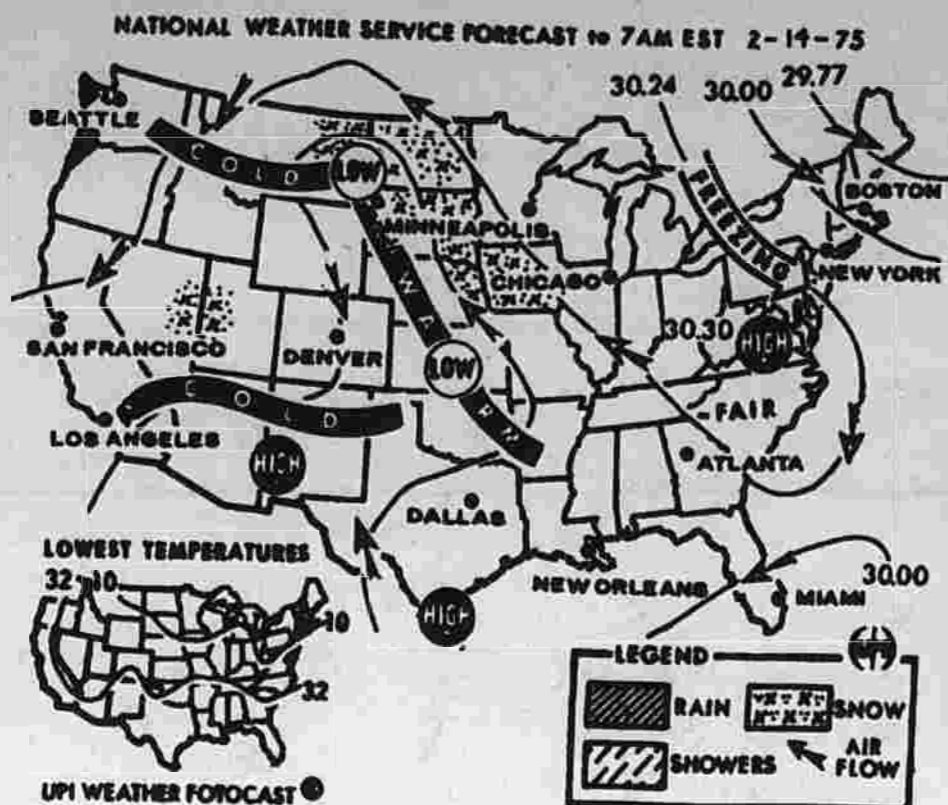 NATIONAL WEATHER SERVICE FORECAST to 7AM EST 2-14-75
30.24 30.00 29.77
SEATTLE
COLD
LOW
FREEZING
BOSTON
MINNEAPOLIS
NEW YORK
CHICAGO
WARM
SAN FRANCISCO
DENVER
30.30
HIGH
LOW
COLD
FAIR
LOS ANGELES
HIGH
ATLANTA
DALLAS
NEW ORLEANS
30.00
MIAMI
HIGH
LOWEST TEMPERATURES
32 10
10
32
UPI WEATHER FOTOCAST
LEGEND
RAIN
SNOW
SHOWERS
AIR
FLOW